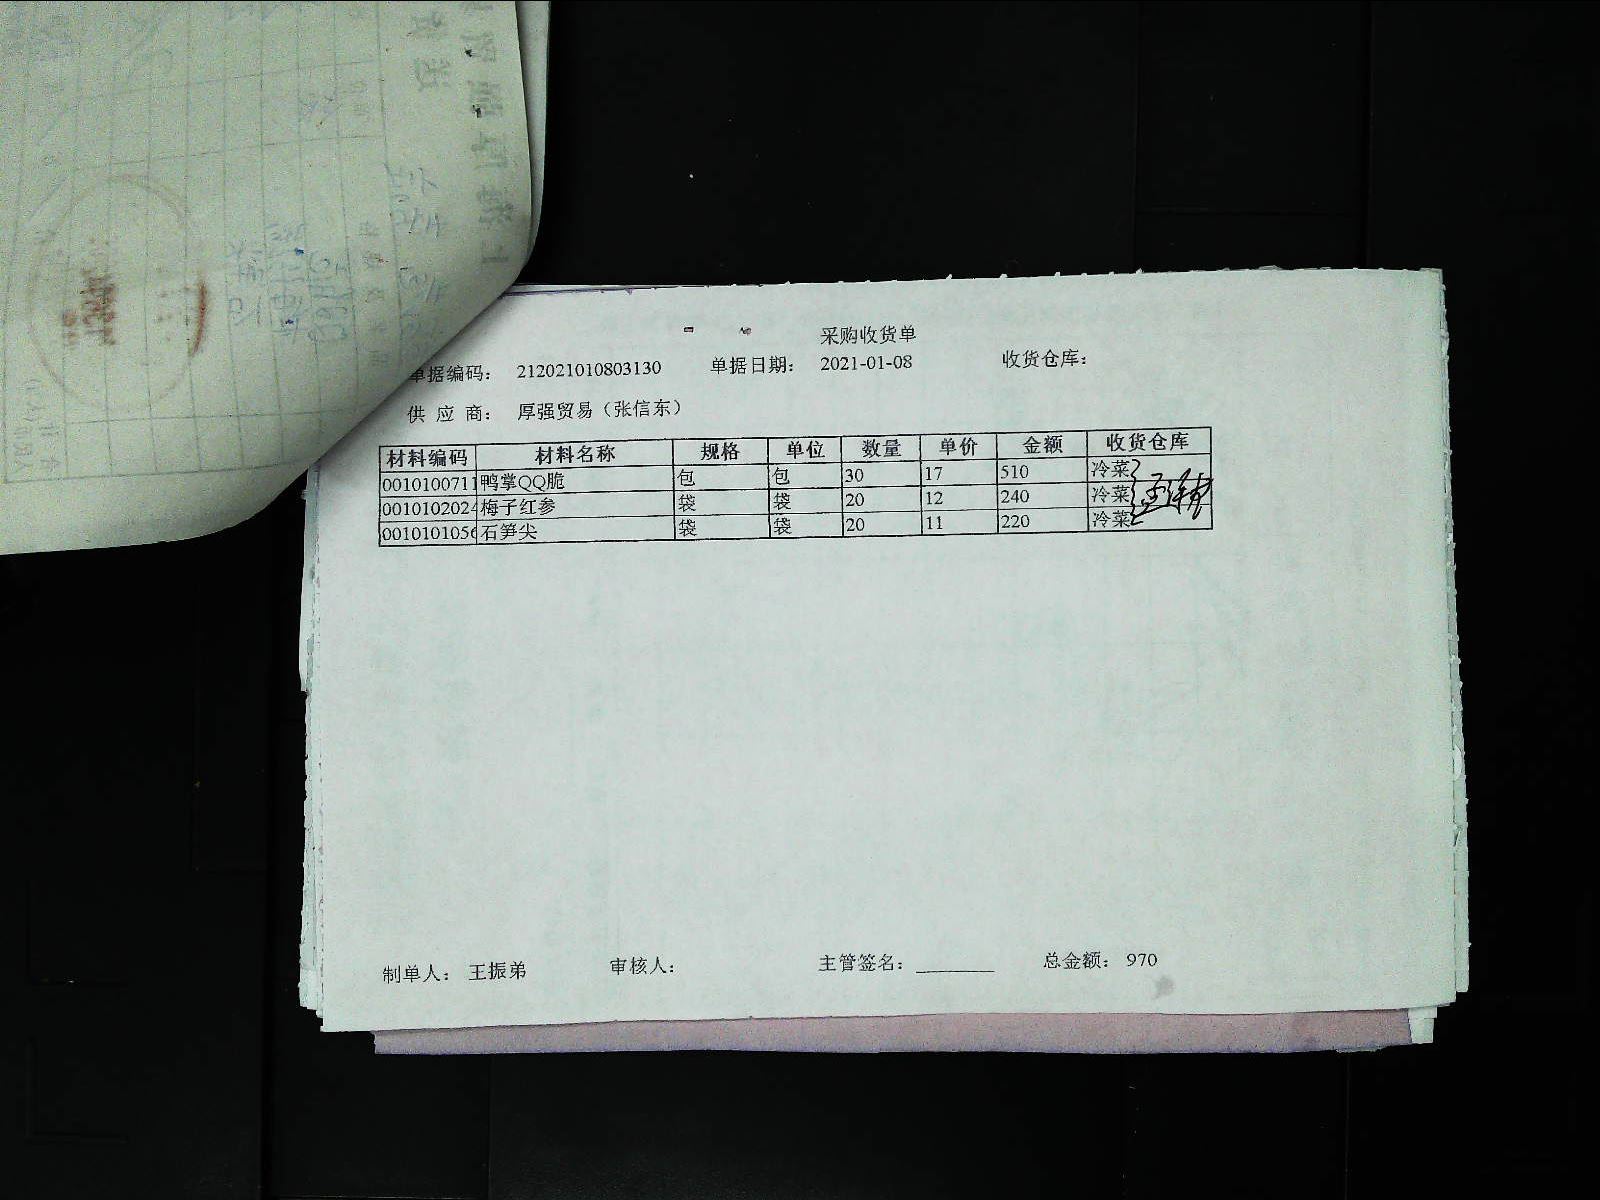 采购收货单
单据编码： 212021010803130 单据日期： 2021-01-08 收货仓库：
供 应 商： 厚强贸易（张信东）
材料编码 材料名称 规格 单位 数量 单价 金额 收货仓库
0010100711 鸭掌QQ脆 包 包 30 17 510 冷菜
001010202 梅子红参 袋 袋 20 12 240 冷菜
001010105 石笋尖 袋 袋 20 11 220 冷菜
制单人： 王振弟 审核人： 主管签名： 总金额： 970